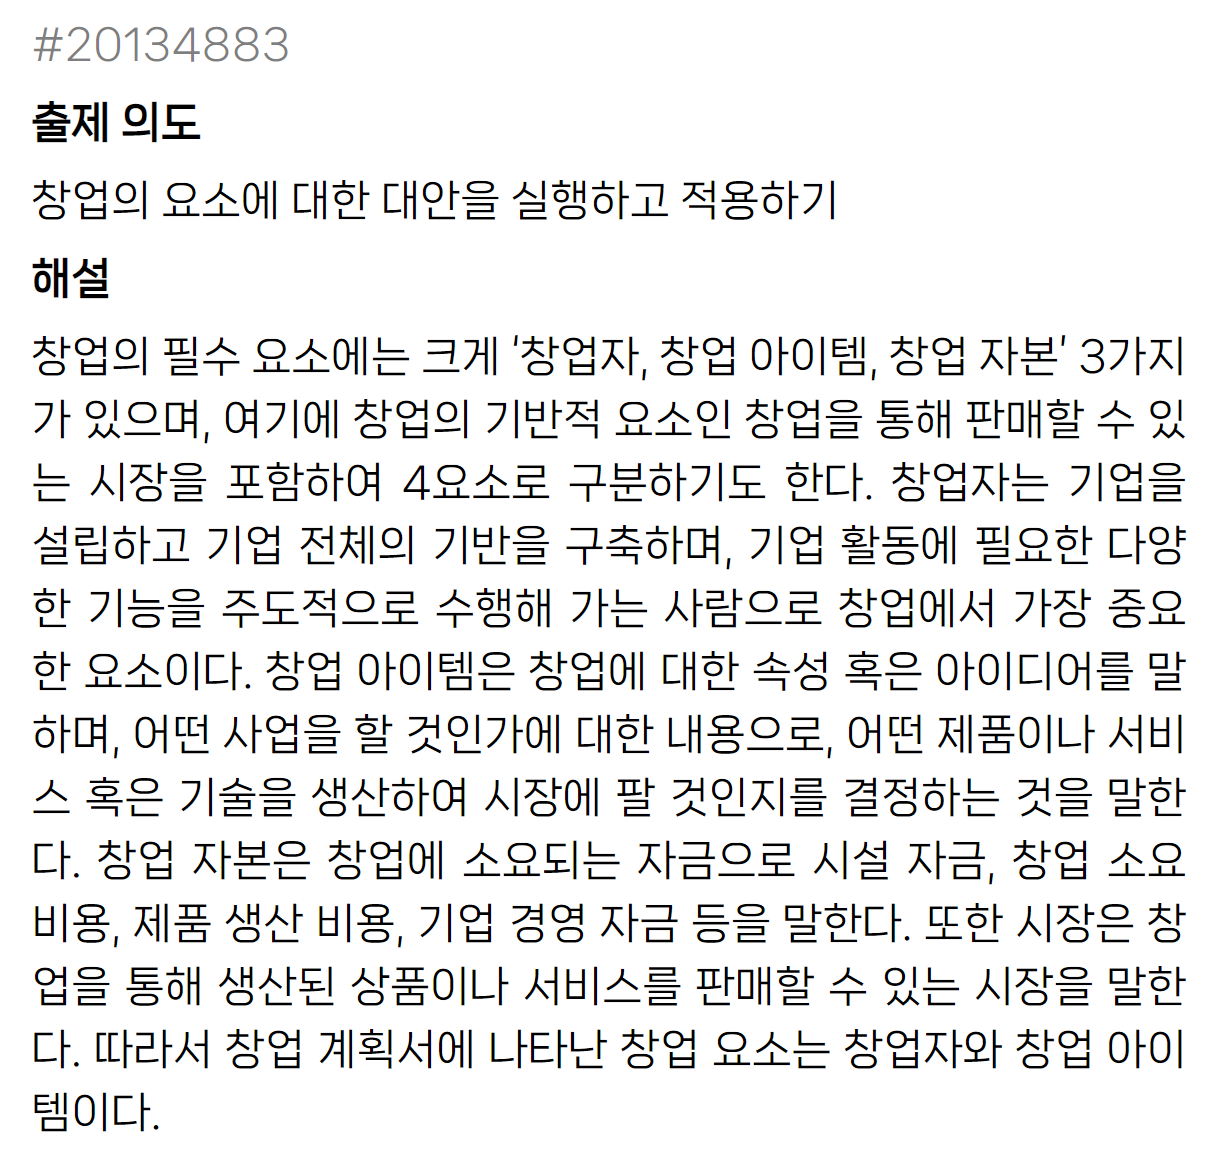 #20134883
출제 의도
창업의 요소에 대한 대안을 실행하고 적용하기
해설
창업의 필수 요소에는 크게 '창업자, 창업 아이템, 창업 자본' 3가지
가 있으며, 여기에 창업의 기반적 요소인 창업을 통해 판매할 수 있
는 시장을 포함하여 4요소로 구분하기도 한다. 창업자는 기업을
설립하고 기업 전체의 기반을 구축하며, 기업 활동에 필요한 다양
한 기능을 주도적으로 수행해 가는 사람으로 창업에서 가장 중요
한 요소이다. 창업 아이템은 창업에 대한 속성 혹은 아이디어를 말
하며, 어떤 사업을 할 것인가에 대한 내용으로, 어떤 제품이나 서비
스 혹은 기술을 생산하여 시장에 팔 것인지를 결정하는 것을 말한
다. 창업 자본은 창업에 소요되는 자금으로 시설 자금, 창업 소요
비용, 제품 생산 비용, 기업 경영 자금 등을 말한다. 또한 시장은 창
업을 통해 생산된 상품이나 서비스를 판매할 수 있는 시장을 말한
다. 따라서 창업 계획서에 나타난 창업 요소는 창업자와 창업 아이
템이다.